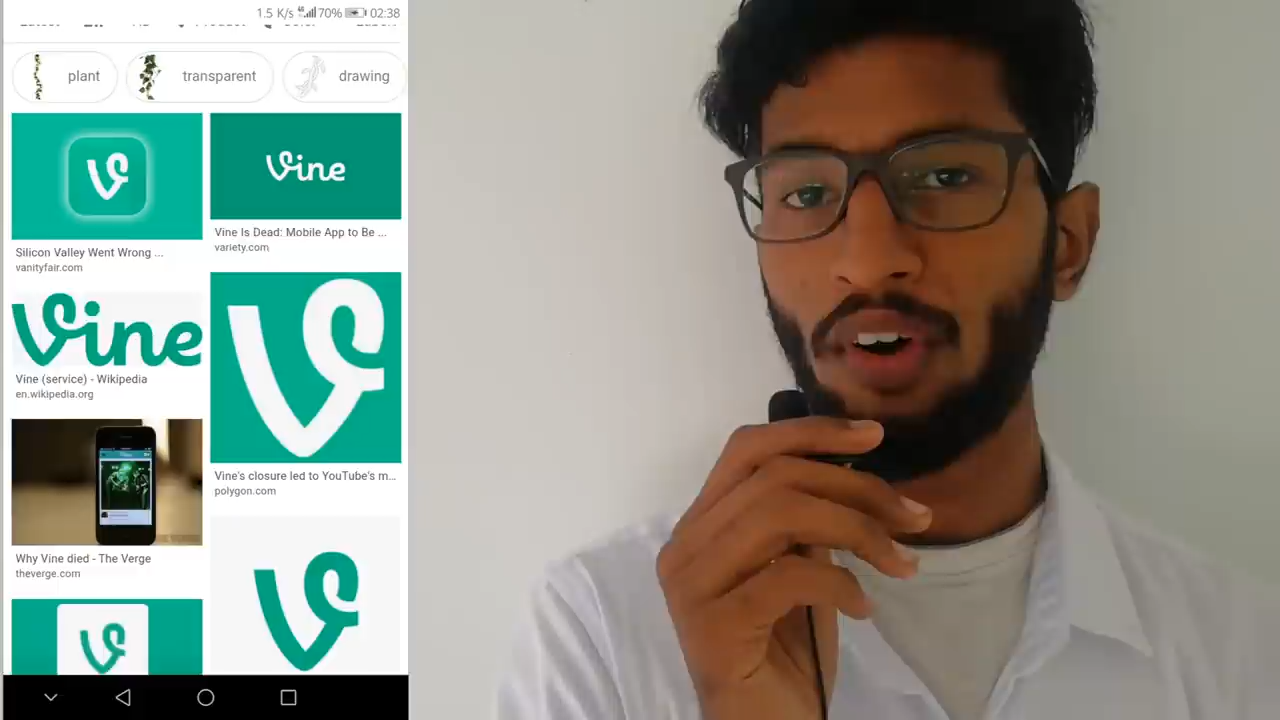 1.5 K/s 70% 02:38
plant transparent drawing
Vine
Silicon Valley Went Wrong ...
vanityfair.com
Vine Is Dead: Mobile App to Be ...
variety.com
Vine
Vine (service) - Wikipedia
en.wikipedia.org
Vine's closure led to YouTube's m...
polygon.com
Why Vine died - The Verge
theverge.com